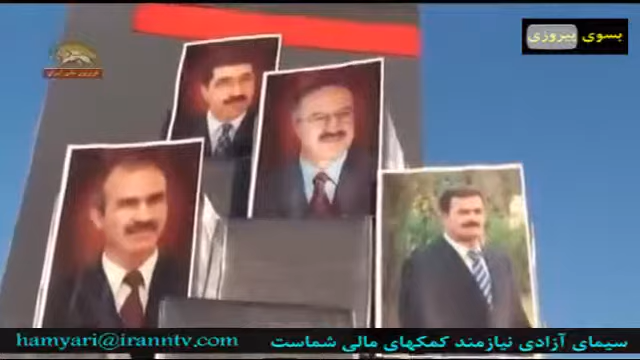 بسوی پیروزی
hamyari@iranntv.com سیمای آزادی نیازمند کمکهای مالی شماست